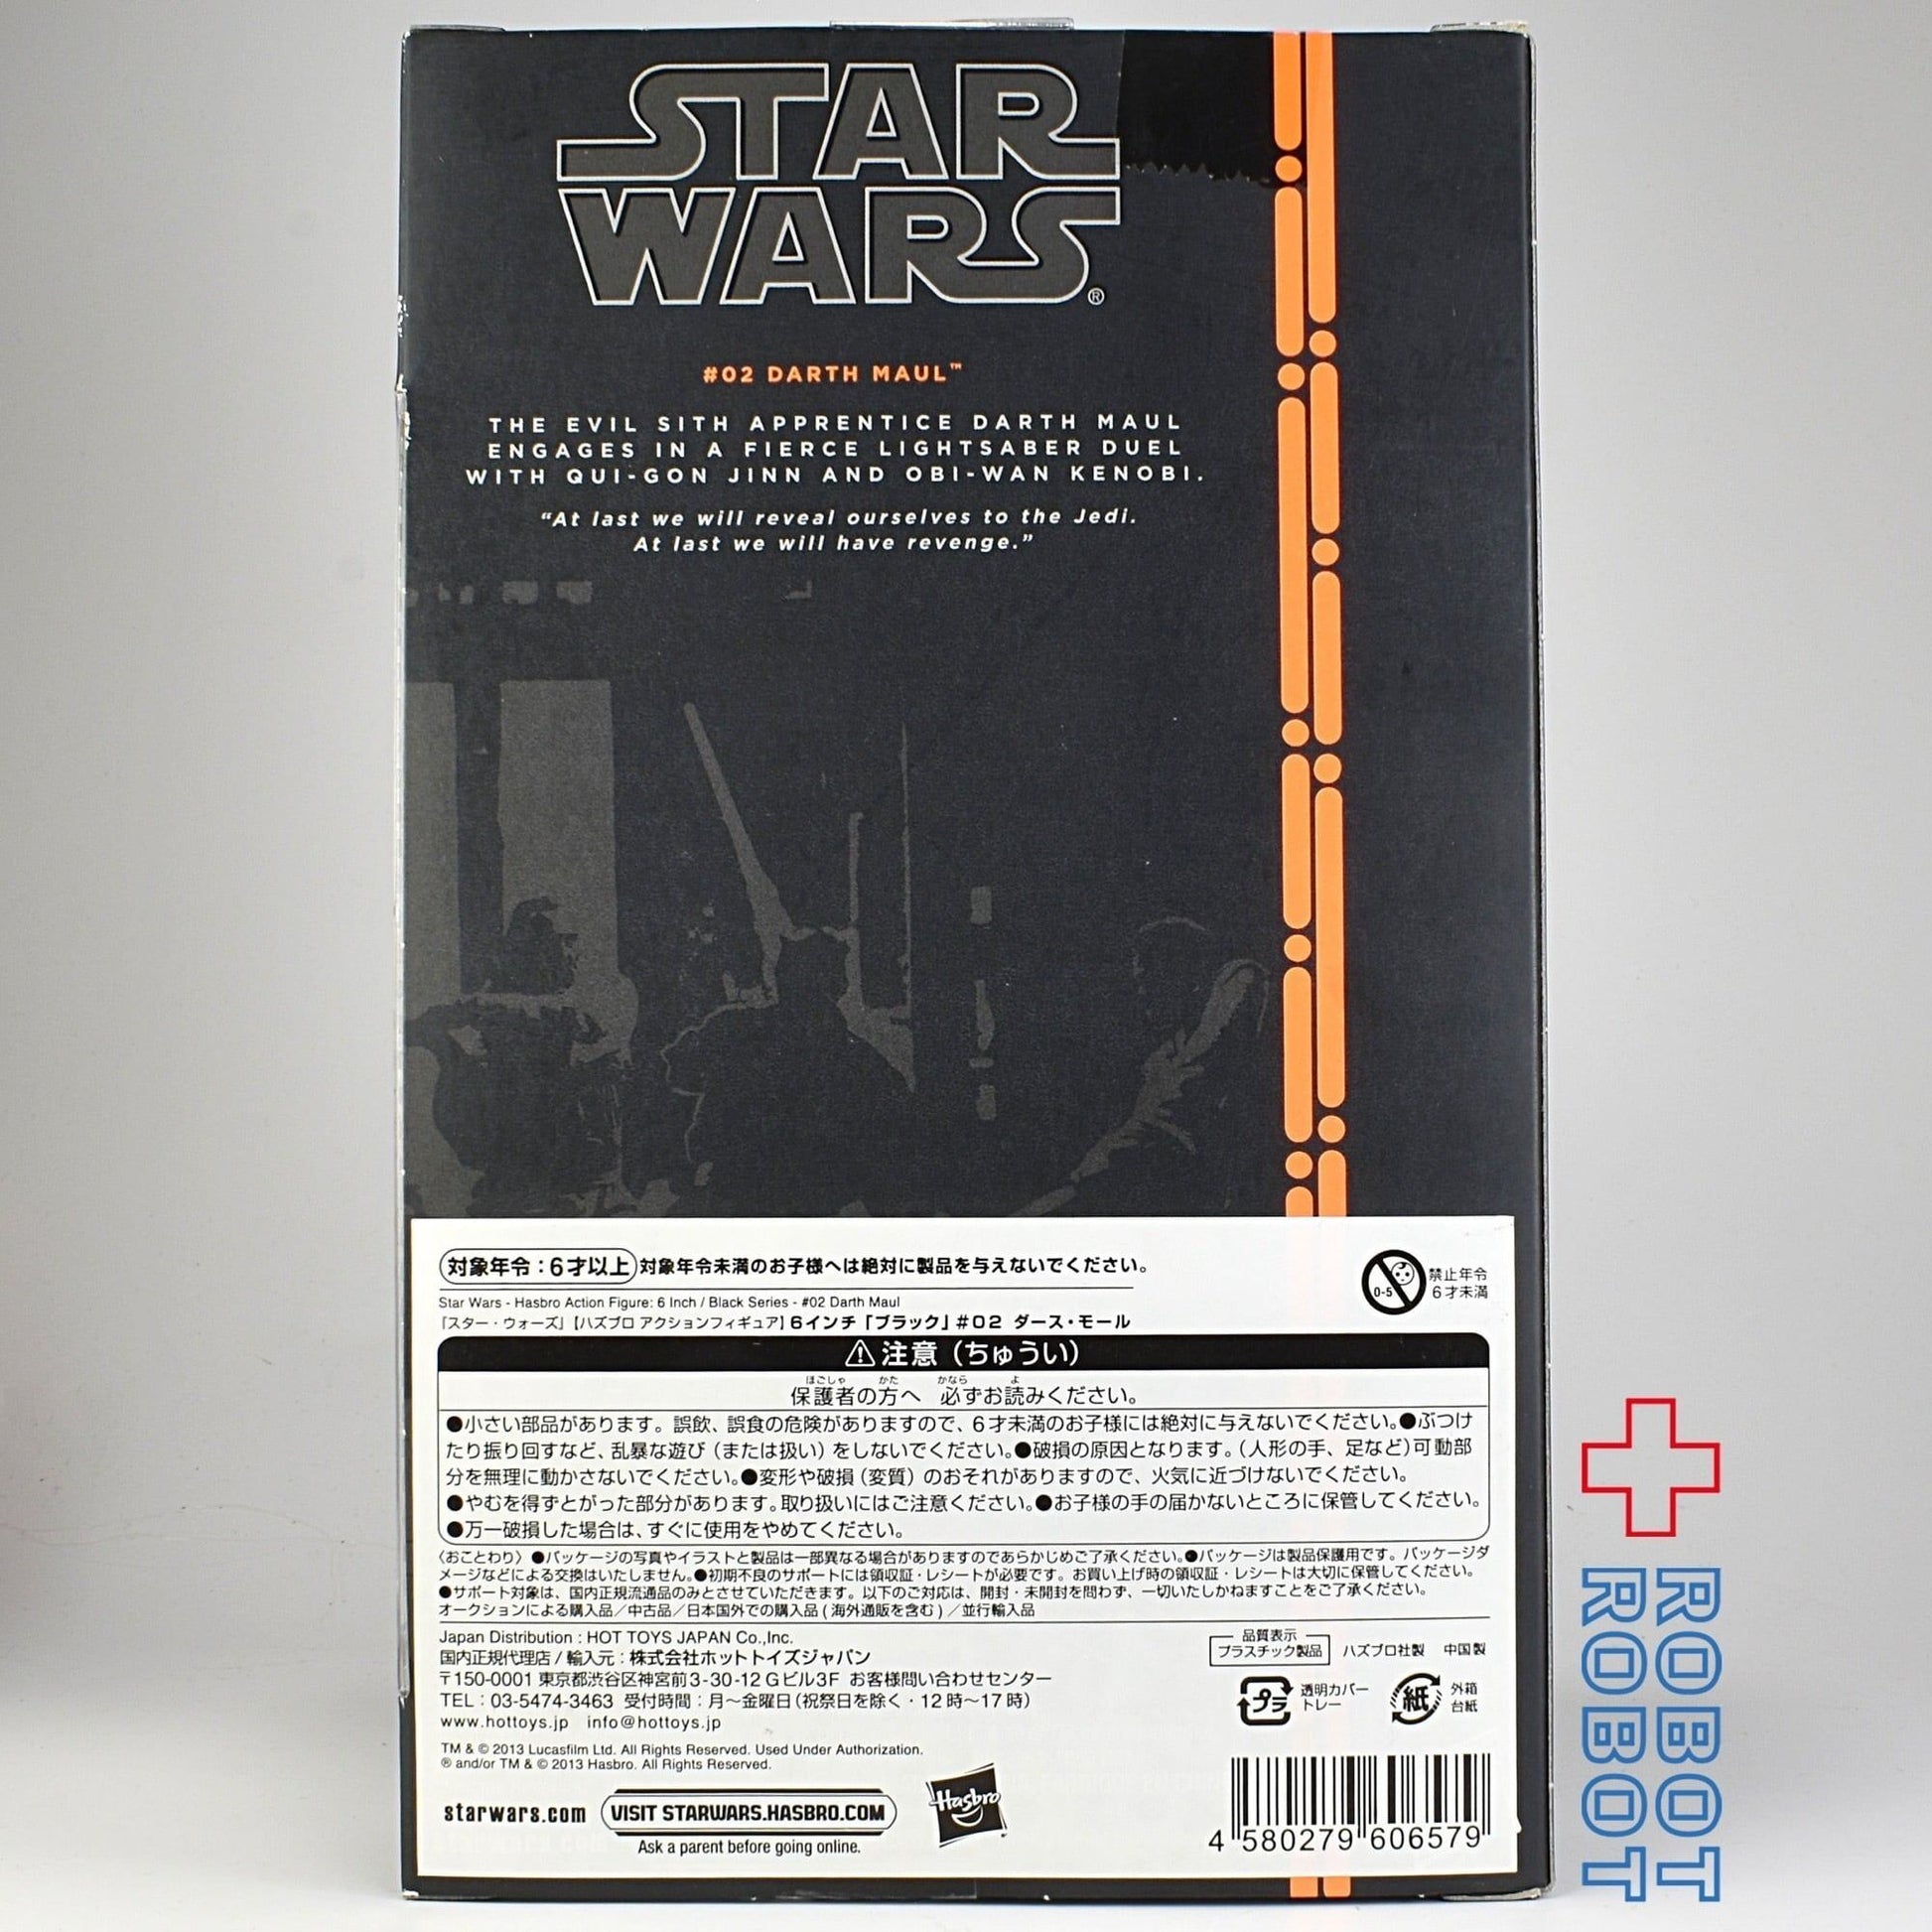 STAR
WARS®
#02 DARTH MAUL™
THE EVIL SITH APPRENTICE DARTH MAUL
ENGAGES IN A FIERCE LIGHTSABER DUEL
WITH QUI-GON JINN AND OBI-WAN KENOBI.
“At last we will reveal ourselves to the Jedi.
At last we will have revenge.”
対象年令：6才以上 対象年令未満のお子様へは絶対に製品を与えないでください。
0-5 禁止年令
6才未満
Star Wars - Hasbro Action Figure: 6 Inch / Black Series - #02 Darth Maul
「スター・ウォーズ」【ハズブロ アクションフィギュア】6インチ「ブラック」#02 ダース・モール
⚠注意（ちゅうい）
ほごしゃ かた かなら よ
保護者の方へ 必ずお読みください。
●小さい部品があります。誤飲、誤食の危険がありますので、6才未満のお子様には絶対に与えないでください。●ぶつけ
たり振り回すなど、乱暴な遊び（または扱い）をしないでください。●破損の原因となります。（人形の手、足など）可動部
分を無理に動かさないでください。●変形や破損（変質）のおそれがありますので、火気に近づけないでください。
●やむを得ずとがった部分があります。取り扱いにはご注意ください。●お子様の手の届かないところに保管してください。
●万一破損した場合は、すぐに使用をやめてください。
〈おことわり〉●パッケージの写真やイラストと製品は一部異なる場合がありますのであらかじめご了承ください。●パッケージは製品保護用です。パッケージダ
メージなどによる交換はいたしません。●初期不良のサポートには領収証・レシートが必要です。お買い上げ時の領収証・レシートは大切に保管してください。
●サポート対象は、国内正規流通品のみとさせていただきます。以下のご対応は、開封・未開封を問わず、一切いたしかねますことをご了承ください。
オークションによる購入品／中古品／日本国外での購入品(海外通販を含む)／並行輸入品
Japan Distribution : HOT TOYS JAPAN Co.,Inc.
国内正規代理店 / 輸入元：株式会社ホットトイズジャパン
〒150-0001 東京都渋谷区神宮前3-30-12 Gビル3F お客様問い合わせセンター
TEL：03-5474-3463 受付時間：月～金曜日（祝祭日を除く・12時～17時）
www.hottoys.jp info@hottoys.jp
品質表示
プラスチック製品 ハズブロ社製 中国製
プラ 透明カバー
トレー
紙 外箱
台紙
TM & © 2013 Lucasfilm Ltd. All Rights Reserved. Used Under Authorization.
® and/or TM & © 2013 Hasbro. All Rights Reserved.
starwars.com VISIT STARWARS.HASBRO.COM
Ask a parent before going online.
Hasbro
4 580279 606579
ROBOT
ROBOT